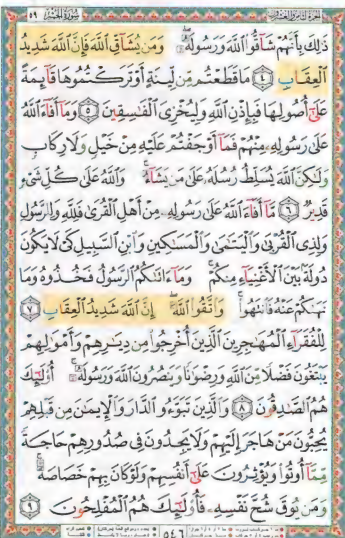 الجزء الثامن والعشرون
سورة الحشر ٥٩
ذَٰلِكَ بِأَنَّهُمْ شَاقُّوا۟ ٱللَّهَ وَرَسُولَهُۥ ۖ وَمَن يُشَآقِّ ٱللَّهَ فَإِنَّ ٱللَّهَ شَدِيدُ
ٱلْعِقَابِ ٤ مَا قَطَعْتُم مِّن لِّينَةٍ أَوْ تَرَكْتُمُوهَا قَآئِمَةً
عَلَىٰٓ أُصُولِهَا فَبِإِذْنِ ٱللَّهِ وَلِيُخْزِىَ ٱلْفَـٰسِقِينَ ٥ وَمَآ أَفَآءَ ٱللَّهُ
عَلَىٰ رَسُولِهِۦ مِنْهُمْ فَمَآ أَوْجَفْتُمْ عَلَيْهِ مِنْ خَيْلٍ وَلَا رِكَابٍ
وَلَـٰكِنَّ ٱللَّهَ يُسَلِّطُ رُسُلَهُۥ عَلَىٰ مَن يَشَآءُ ۚ وَٱللَّهُ عَلَىٰ كُلِّ شَىْءٍ
قَدِيرٌ ٦ مَّآ أَفَآءَ ٱللَّهُ عَلَىٰ رَسُولِهِۦ مِنْ أَهْلِ ٱلْقُرَىٰ فَلِلَّهِ وَلِلرَّسُولِ
وَلِذِى ٱلْقُرْبَىٰ وَٱلْيَتَـٰمَىٰ وَٱلْمَسَـٰكِينِ وَٱبْنِ ٱلسَّبِيلِ كَىْ لَا يَكُونَ
دُولَةًۢ بَيْنَ ٱلْأَغْنِيَآءِ مِنكُمْ ۚ وَمَآ ءَاتَىٰكُمُ ٱلرَّسُولُ فَخُذُوهُ وَمَا
نَهَىٰكُمْ عَنْهُ فَٱنتَهُوا۟ ۚ وَٱتَّقُوا۟ ٱللَّهَ ۖ إِنَّ ٱللَّهَ شَدِيدُ ٱلْعِقَابِ ٧
لِلْفُقَرَآءِ ٱلْمُهَـٰجِرِينَ ٱلَّذِينَ أُخْرِجُوا۟ مِن دِيَـٰرِهِمْ وَأَمْوَٰلِهِمْ
يَبْتَغُونَ فَضْلًا مِّنَ ٱللَّهِ وَرِضْوَٰنًا وَيَنصُرُونَ ٱللَّهَ وَرَسُولَهُۥٓ ۚ أُو۟لَـٰٓئِكَ
هُمُ ٱلصَّـٰدِقُونَ ٨ وَٱلَّذِينَ تَبَوَّءُو ٱلدَّارَ وَٱلْإِيمَـٰنَ مِن قَبْلِهِمْ
يُحِبُّونَ مَنْ هَاجَرَ إِلَيْهِمْ وَلَا يَجِدُونَ فِى صُدُورِهِمْ حَاجَةً
مِّمَّآ أُوتُوا۟ وَيُؤْثِرُونَ عَلَىٰٓ أَنفُسِهِمْ وَلَوْ كَانَ بِهِمْ خَصَاصَةٌ ۚ
وَمَن يُوقَ شُحَّ نَفْسِهِۦ فَأُو۟لَـٰٓئِكَ هُمُ ٱلْمُفْلِحُونَ ٩
٥٤٦